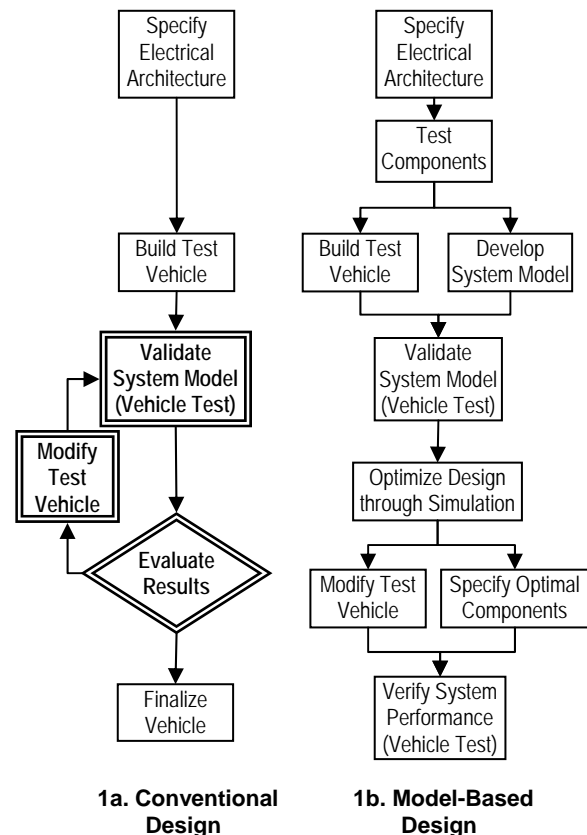 Specify
Electrical
Architecture
Build Test
Vehicle
Validate
System Model
(Vehicle Test)
Modify
Test
Vehicle
Evaluate
Results
Finalize
Vehicle
1a. Conventional
Design
Specify
Electrical
Architecture
Test
Components
Build Test
Vehicle
Develop
System Model
Validate
System Model
(Vehicle Test)
Optimize Design
through Simulation
Modify Test
Vehicle
Specify Optimal
Components
Verify System
Performance
(Vehicle Test)
1b. Model-Based
Design